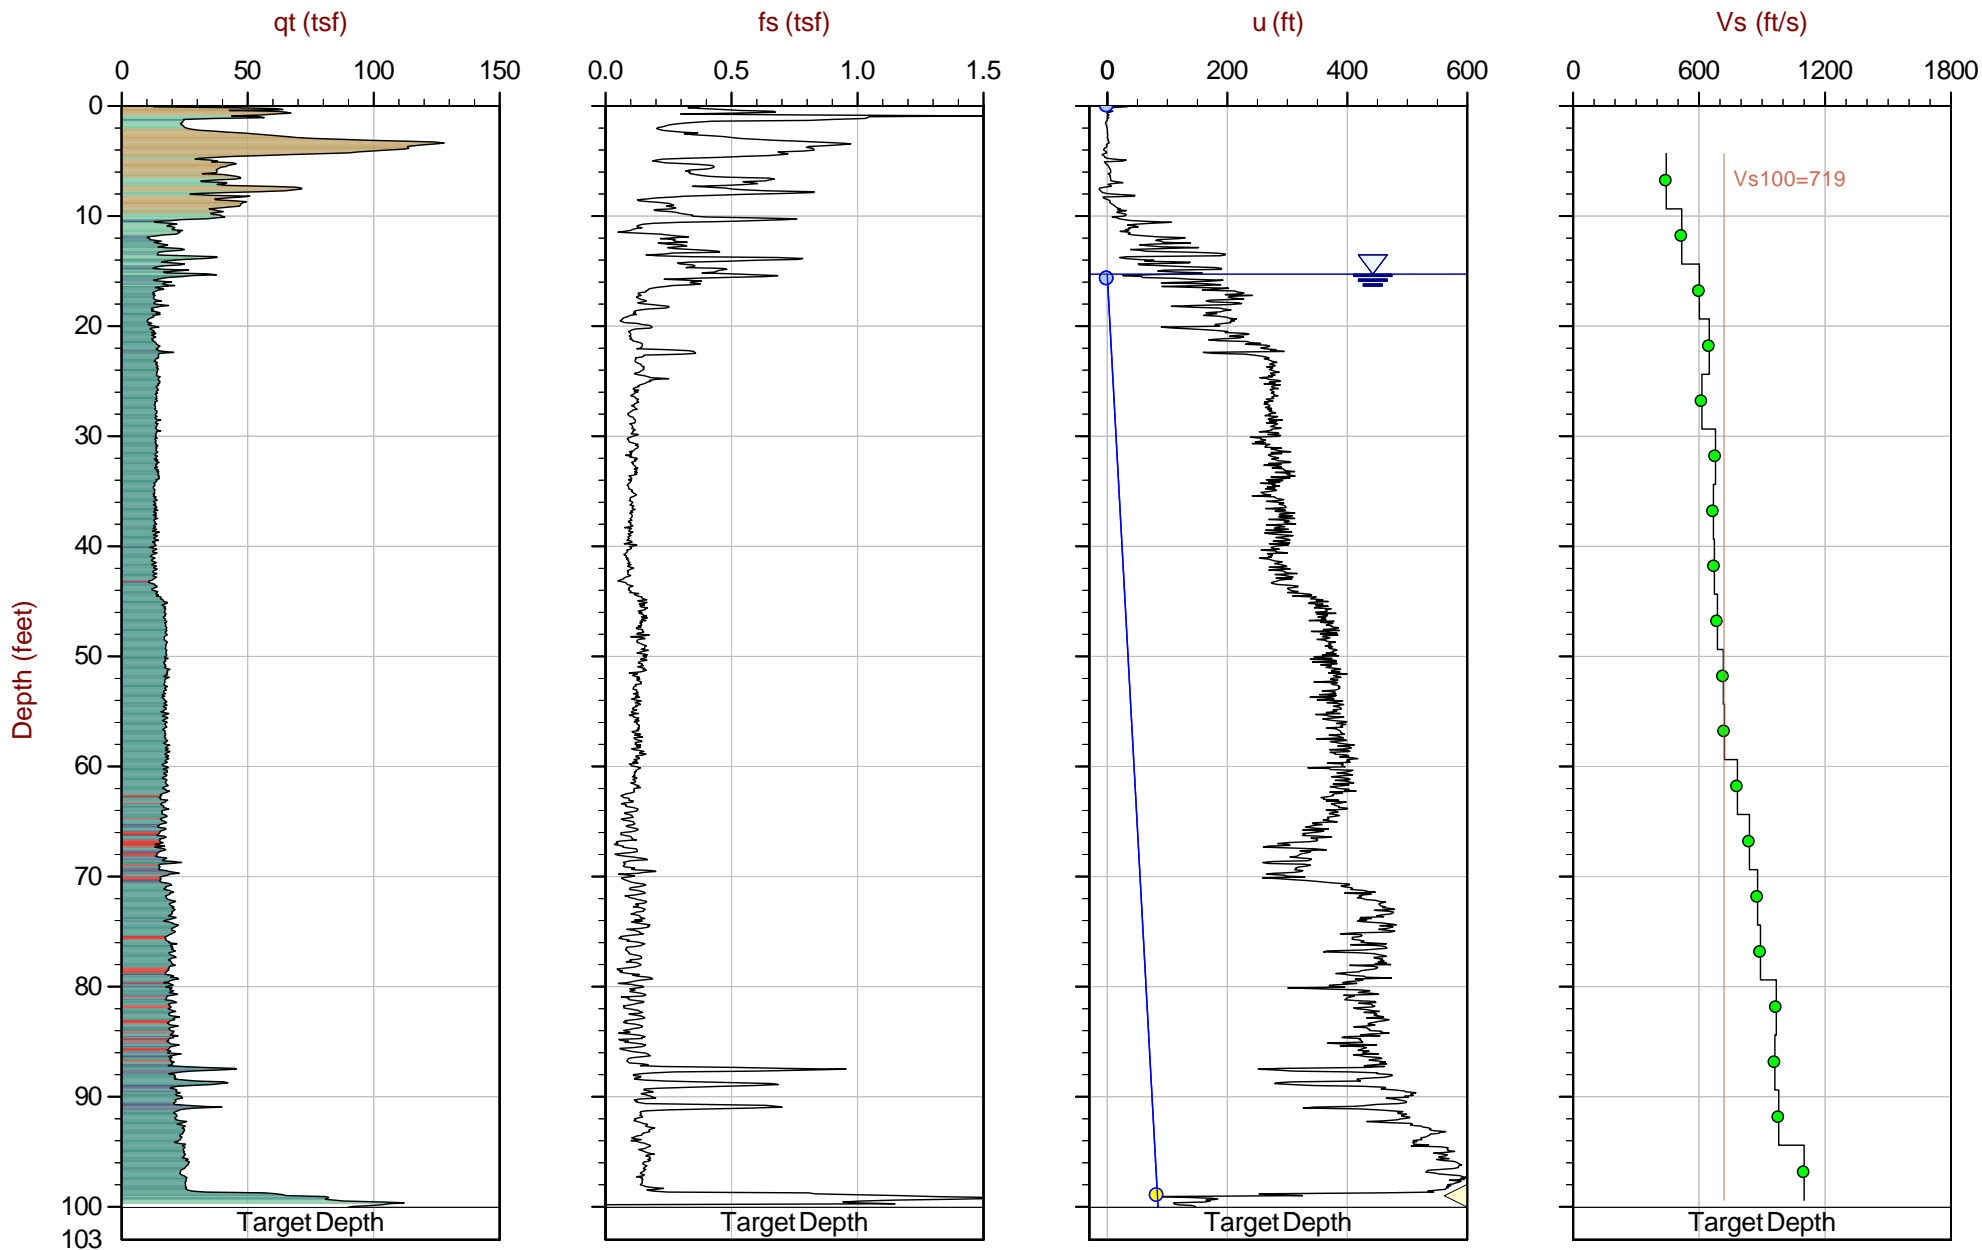 qt (tsf) fs (tsf) u (ft) Vs (ft/s)
0 50 100 150 0.0 0.5 1.0 1.5 0 200 400 600 0 600 1200 1800
0
Vs100=719
10
20
30
40
50
60
70
80
90
100
103
Depth (feet)
Target Depth Target Depth Target Depth Target Depth